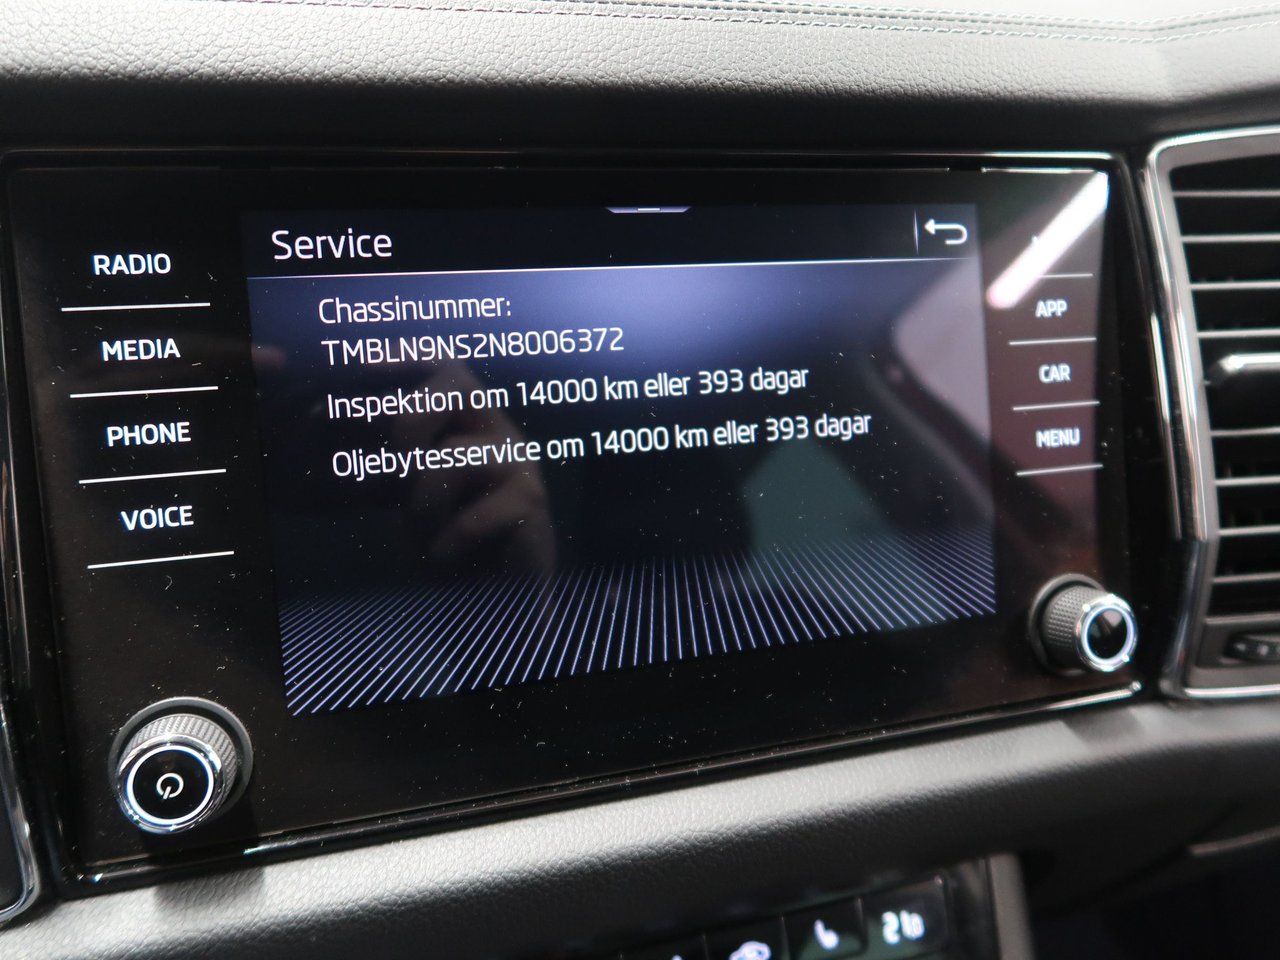 Service
RADIO
MEDIA
PHONE
VOICE
Chassinummer:
TMBLN9NS2N8006372
Inspektion om 14000 km eller 393 dagar
Oljebytesservice om 14000 km eller 393 dagar
APP
CAR
MENU